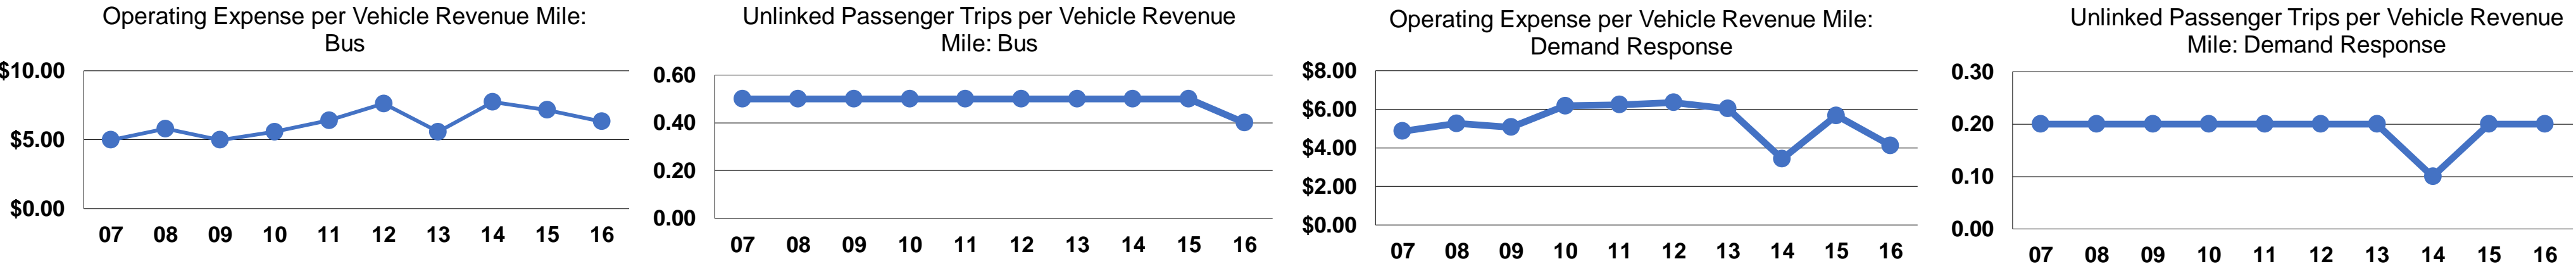 Operating Expense per Vehicle Revenue Mile:
Bus
$10.00
$5.00
$0.00
07 08 09 10 11 12 13 14 15 16
Unlinked Passenger Trips per Vehicle Revenue
Mile: Bus
0.60
0.40
0.20
0.00
07 08 09 10 11 12 13 14 15 16
Operating Expense per Vehicle Revenue Mile:
Demand Response
$8.00
$6.00
$4.00
$2.00
$0.00
07 08 09 10 11 12 13 14 15 16
Unlinked Passenger Trips per Vehicle Revenue
Mile: Demand Response
0.30
0.20
0.10
0.00
07 08 09 10 11 12 13 14 15 16